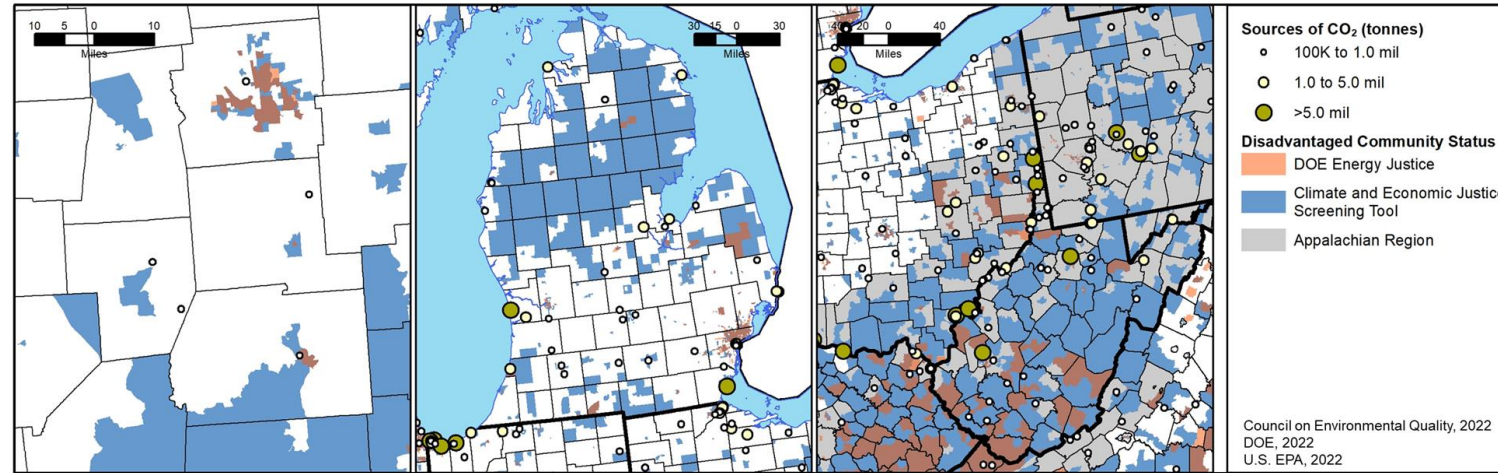 10 5 0 10
Miles
30 15 0 30
Miles
40 20 0 40
Miles
Sources of CO₂ (tonnes)
100K to 1.0 mil
1.0 to 5.0 mil
>5.0 mil
Disadvantaged Community Status
DOE Energy Justice
Climate and Economic Justic
Screening Tool
Appalachian Region
Council on Environmental Quality, 2022
DOE, 2022
U.S. EPA, 2022